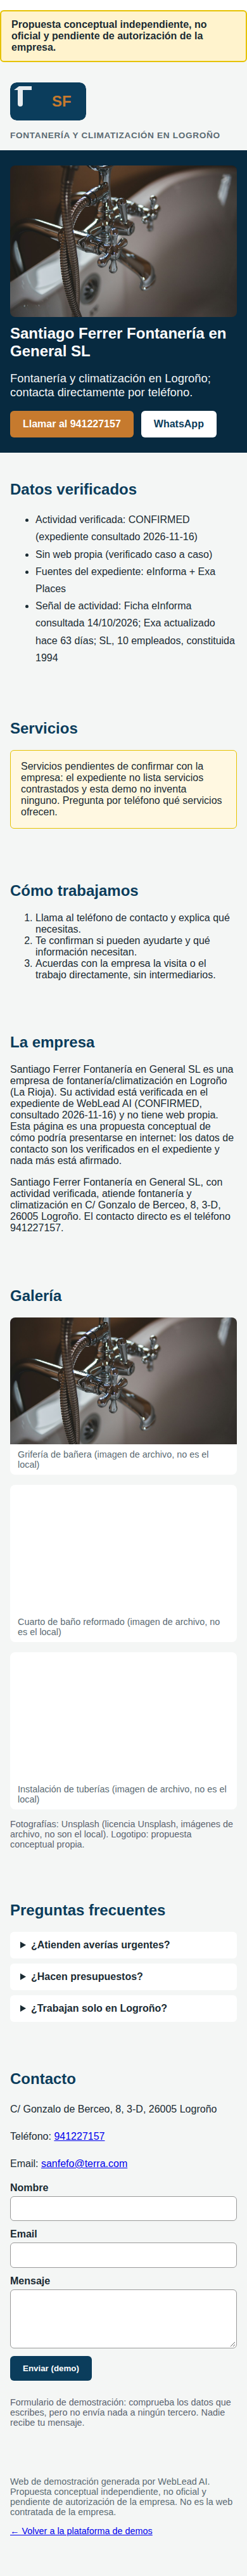 Propuesta conceptual independiente, no
oficial y pendiente de autorización de la
empresa.
SF
FONTANERÍA Y CLIMATIZACIÓN EN LOGROÑO
Santiago Ferrer Fontanería en
General SL
Fontanería y climatización en Logroño;
contacta directamente por teléfono.
Llamar al 941227157
WhatsApp
Datos verificados
• Actividad verificada: CONFIRMED
(expediente consultado 2026-11-16)
• Sin web propia (verificado caso a caso)
• Fuentes del expediente: eInforma + Exa
Places
• Señal de actividad: Ficha eInforma
consultada 14/10/2026; Exa actualizado
hace 63 días; SL, 10 empleados, constituida
1994
Servicios
Servicios pendientes de confirmar con la
empresa: el expediente no lista servicios
contrastados y esta demo no inventa
ninguno. Pregunta por teléfono qué servicios
ofrecen.
Cómo trabajamos
1. Llama al teléfono de contacto y explica qué
necesitas.
2. Te confirman si pueden ayudarte y qué
información necesitan.
3. Acuerdas con la empresa la visita o el
trabajo directamente, sin intermediarios.
La empresa
Santiago Ferrer Fontanería en General SL es una
empresa de fontanería/climatización en Logroño
(La Rioja). Su actividad está verificada en el
expediente de WebLead AI (CONFIRMED,
consultado 2026-11-16) y no tiene web propia.
Esta página es una propuesta conceptual de
cómo podría presentarse en internet: los datos de
contacto son los verificados en el expediente y
nada más está afirmado.
Santiago Ferrer Fontanería en General SL, con
actividad verificada, atiende fontanería y
climatización en C/ Gonzalo de Berceo, 8, 3-D,
26005 Logroño. El contacto directo es el teléfono
941227157.
Galería
Grifería de bañera (imagen de archivo, no es el
local)
Cuarto de baño reformado (imagen de archivo, no
es el local)
Instalación de tuberías (imagen de archivo, no es el
local)
Fotografías: Unsplash (licencia Unsplash, imágenes de
archivo, no son el local). Logotipo: propuesta
conceptual propia.
Preguntas frecuentes
¿Atienden averías urgentes?
¿Hacen presupuestos?
¿Trabajan solo en Logroño?
Contacto
C/ Gonzalo de Berceo, 8, 3-D, 26005 Logroño
Teléfono: 941227157
Email: sanfefo@terra.com
Nombre
Email
Mensaje
Enviar (demo)
Formulario de demostración: comprueba los datos que
escribes, pero no envía nada a ningún tercero. Nadie
recibe tu mensaje.
Web de demostración generada por WebLead AI.
Propuesta conceptual independiente, no oficial y
pendiente de autorización de la empresa. No es la web
contratada de la empresa.
← Volver a la plataforma de demos